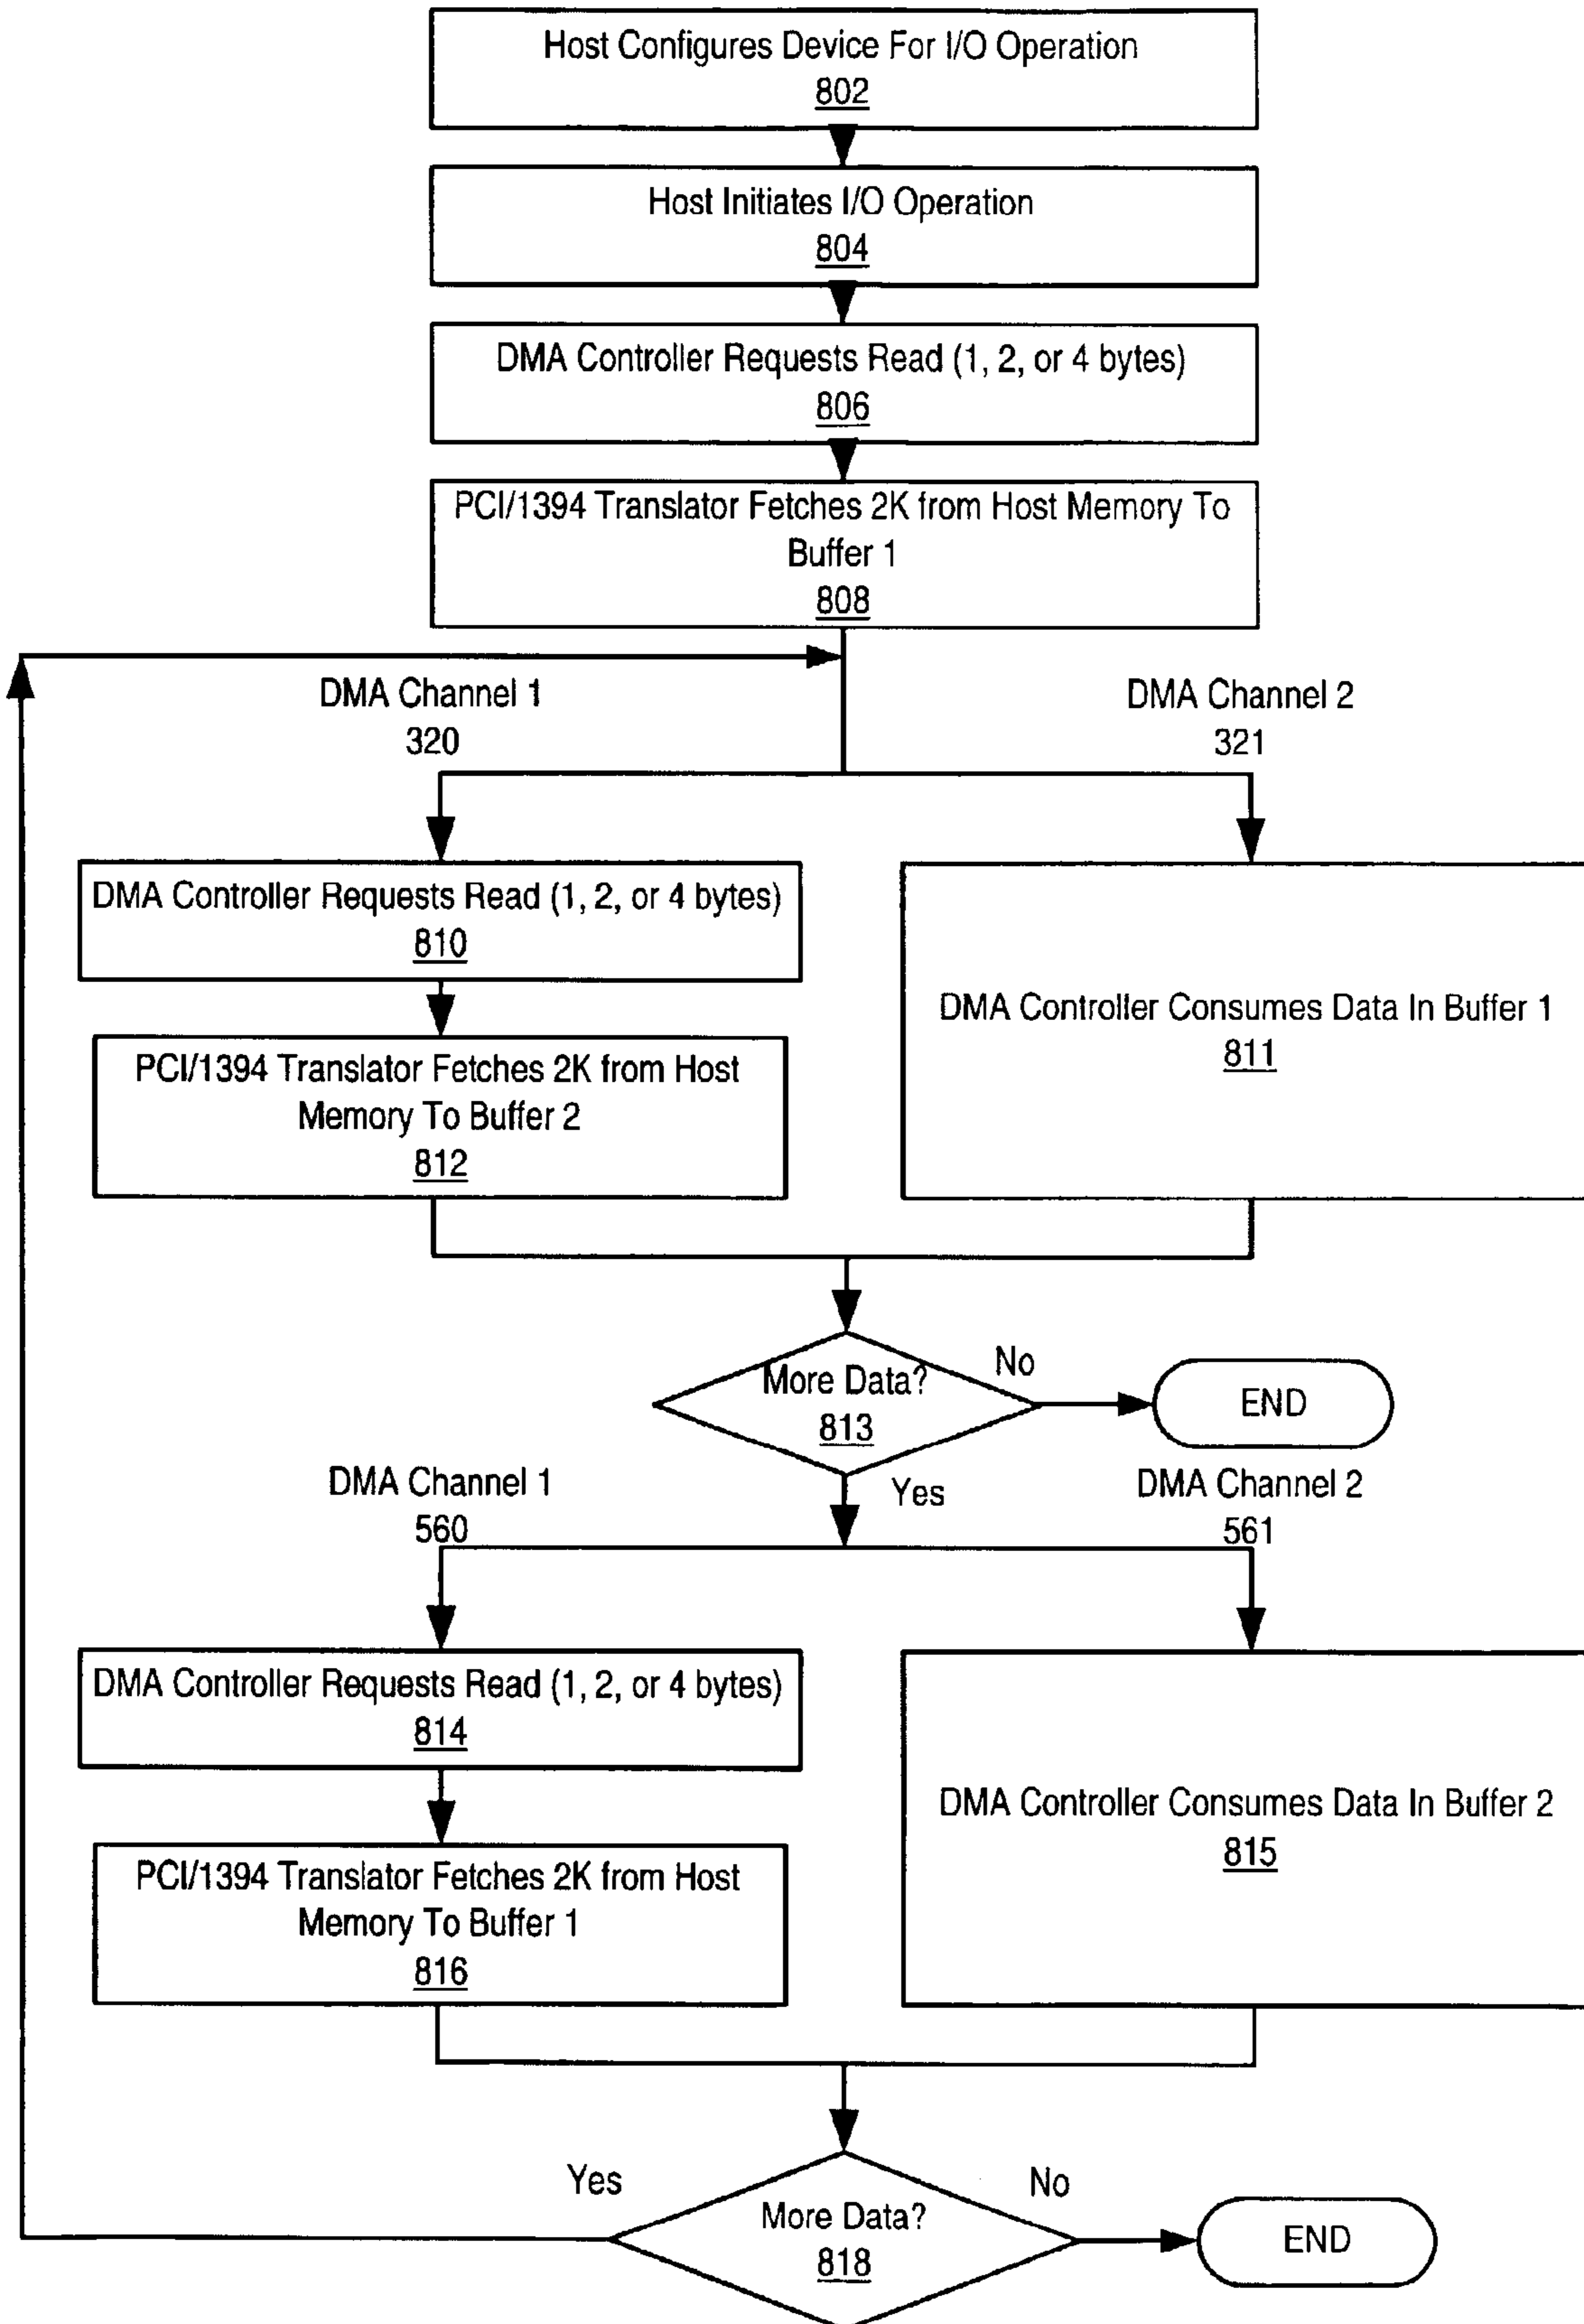 Host Configures Device For I/O Operation
802
Host Initiates I/O Operation
804
DMA Controller Requests Read (1, 2, or 4 bytes)
806
PCI/1394 Translator Fetches 2K from Host Memory To
Buffer 1
808
DMA Channel 1
320
DMA Channel 2
321
DMA Controller Requests Read (1, 2, or 4 bytes)
810
PCI/1394 Translator Fetches 2K from Host
Memory To Buffer 2
812
DMA Controller Consumes Data In Buffer 1
811
More Data?
813
No
END
Yes
DMA Channel 1
560
DMA Channel 2
561
DMA Controller Requests Read (1, 2, or 4 bytes)
814
PCI/1394 Translator Fetches 2K from Host
Memory To Buffer 1
816
DMA Controller Consumes Data In Buffer 2
815
Yes
More Data?
818
No
END